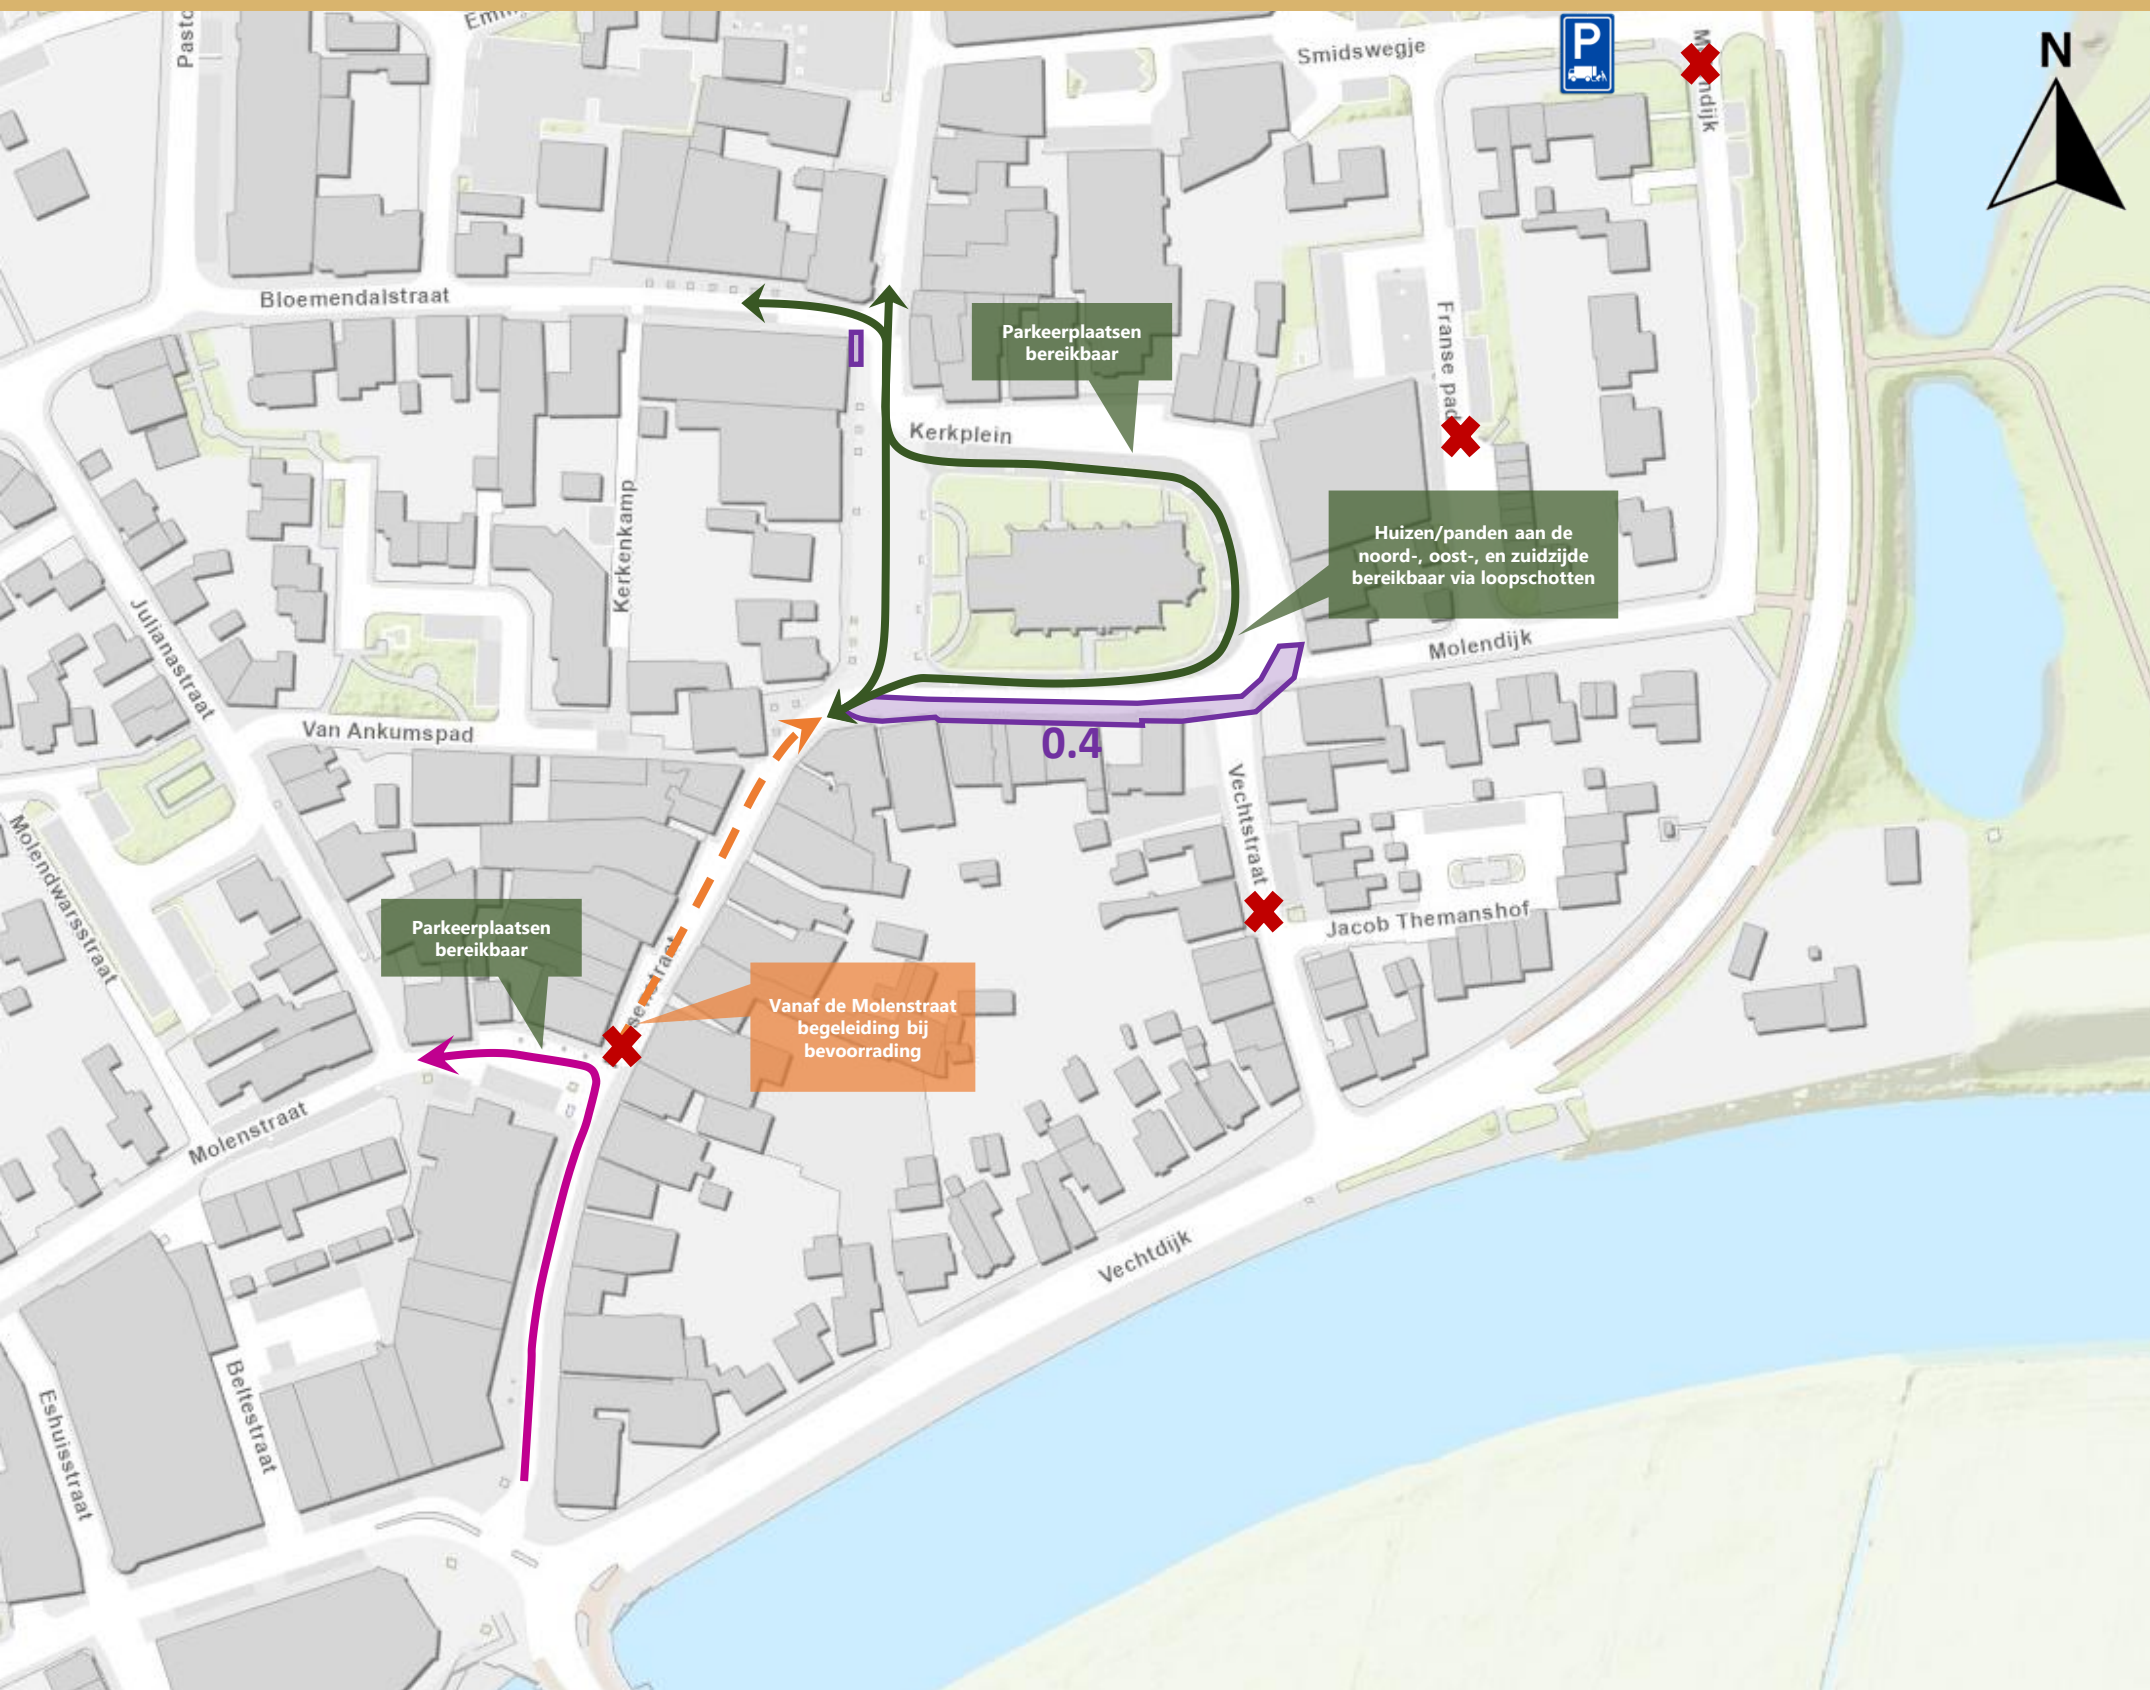 Smidswegje
P
N
Bloemendalstraat
Parkeerplaatsen
bereikbaar
Franse pad
Kerkplein
Kerkenkamp
Huizen/panden aan de
noord-, oost-, en zuidzijde
bereikbaar via loopschotten
Julianastraat
Molendijk
Van Ankumspad
0.4
Vechtstraat
Molendwarsstraat
Jacob Themanshof
Parkeerplaatsen
bereikbaar
Vanaf de Molenstraat
begeleiding bij
bevoorrading
Molenstraat
Vechtdijk
Beltestraat
Eshuisstraat